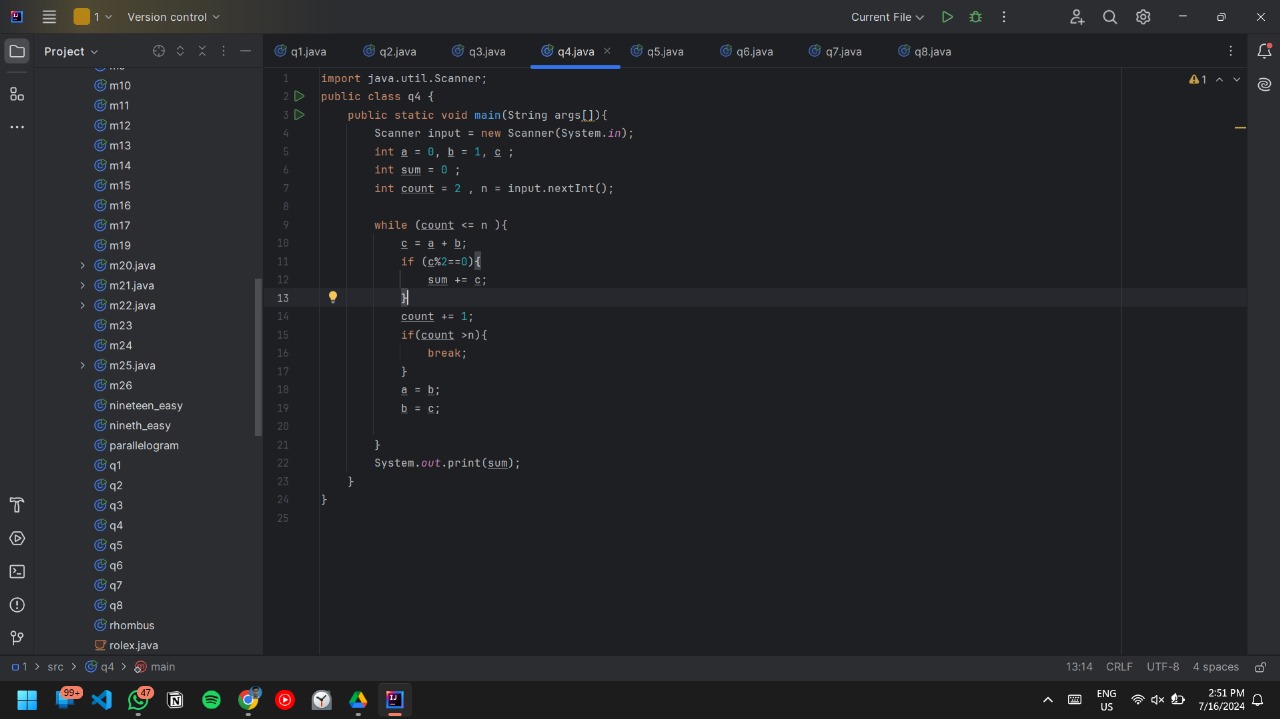 1
Version control
Current File
Project
q1.java
q2.java
q3.java
q4.java
q5.java
q6.java
q7.java
q8.java
m10
m11
m12
m13
m14
m15
m16
m17
m19
m20.java
m21.java
m22.java
m23
m24
m25.java
m26
nineteen_easy
nineth_easy
parallelogram
q1
q2
q3
q4
q5
q6
q7
q8
rhombus
rolex.java
1 import java.util.Scanner;
2 public class q4 {
3 public static void main(String args[]){
4 Scanner input = new Scanner(System.in);
5 int a = 0, b = 1, c ;
6 int sum = 0 ;
7 int count = 2 , n = input.nextInt();
8
9 while (count <= n ){
10 c = a + b;
11 if (c%2==0){
12 sum += c;
13 }
14 count += 1;
15 if(count >n){
16 break;
17 }
18 a = b;
19 b = c;
20
21 }
22 System.out.print(sum);
23 }
24 }
25
1
1 > src > q4 > main
13:14 CRLF UTF-8 4 spaces
99+
47
ENG
US
2:51 PM
7/16/2024